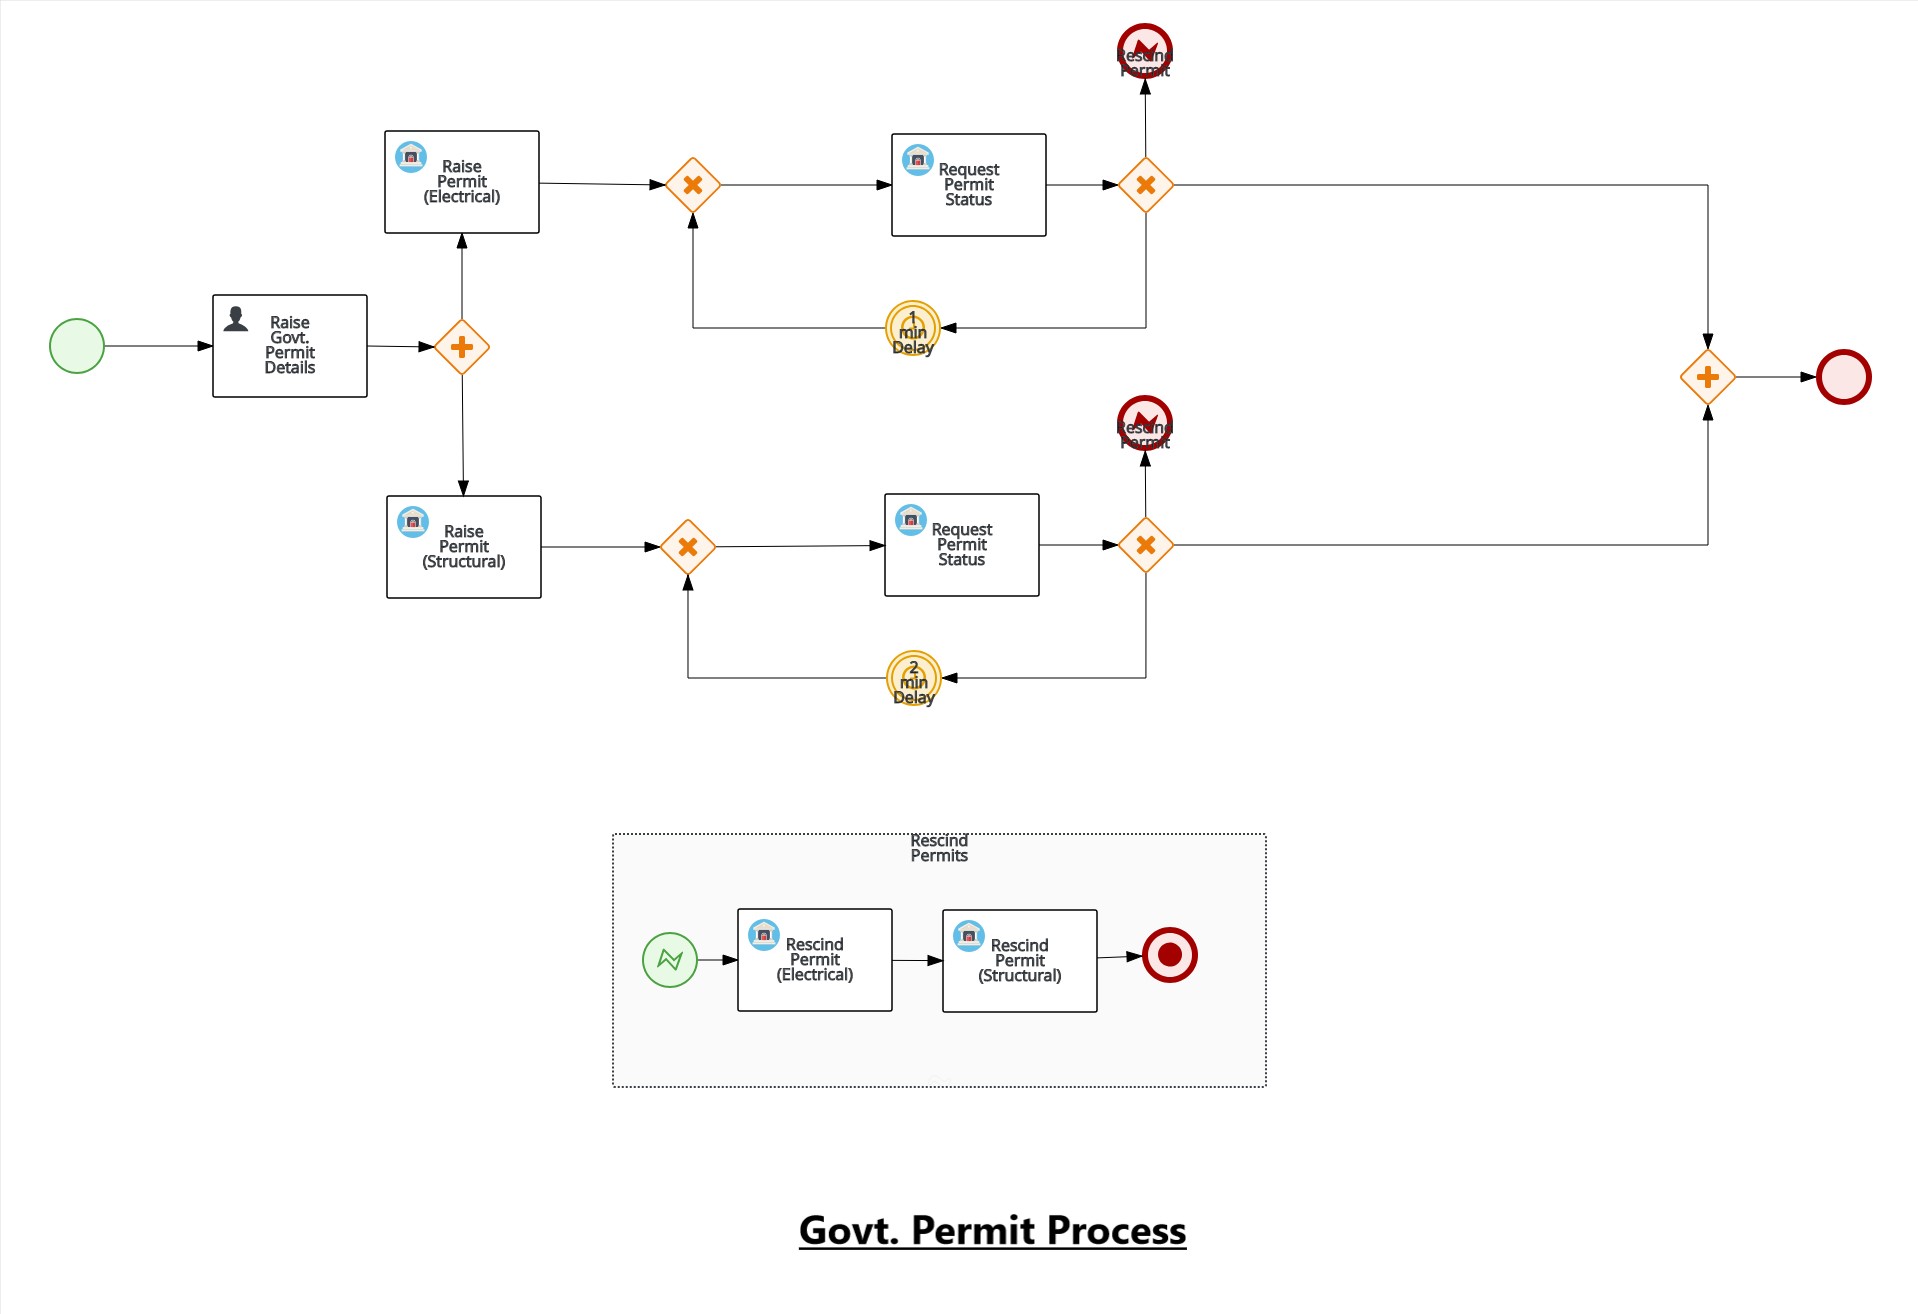 Rescind
Permit
Raise
Permit
(Electrical)
Request
Permit
Status
1
min
Delay
Raise
Govt.
Permit
Details
Rescind
Permit
Raise
Permit
(Structural)
Request
Permit
Status
2
min
Delay
Rescind
Permits
Rescind
Permit
(Electrical)
Rescind
Permit
(Structural)
Govt. Permit Process